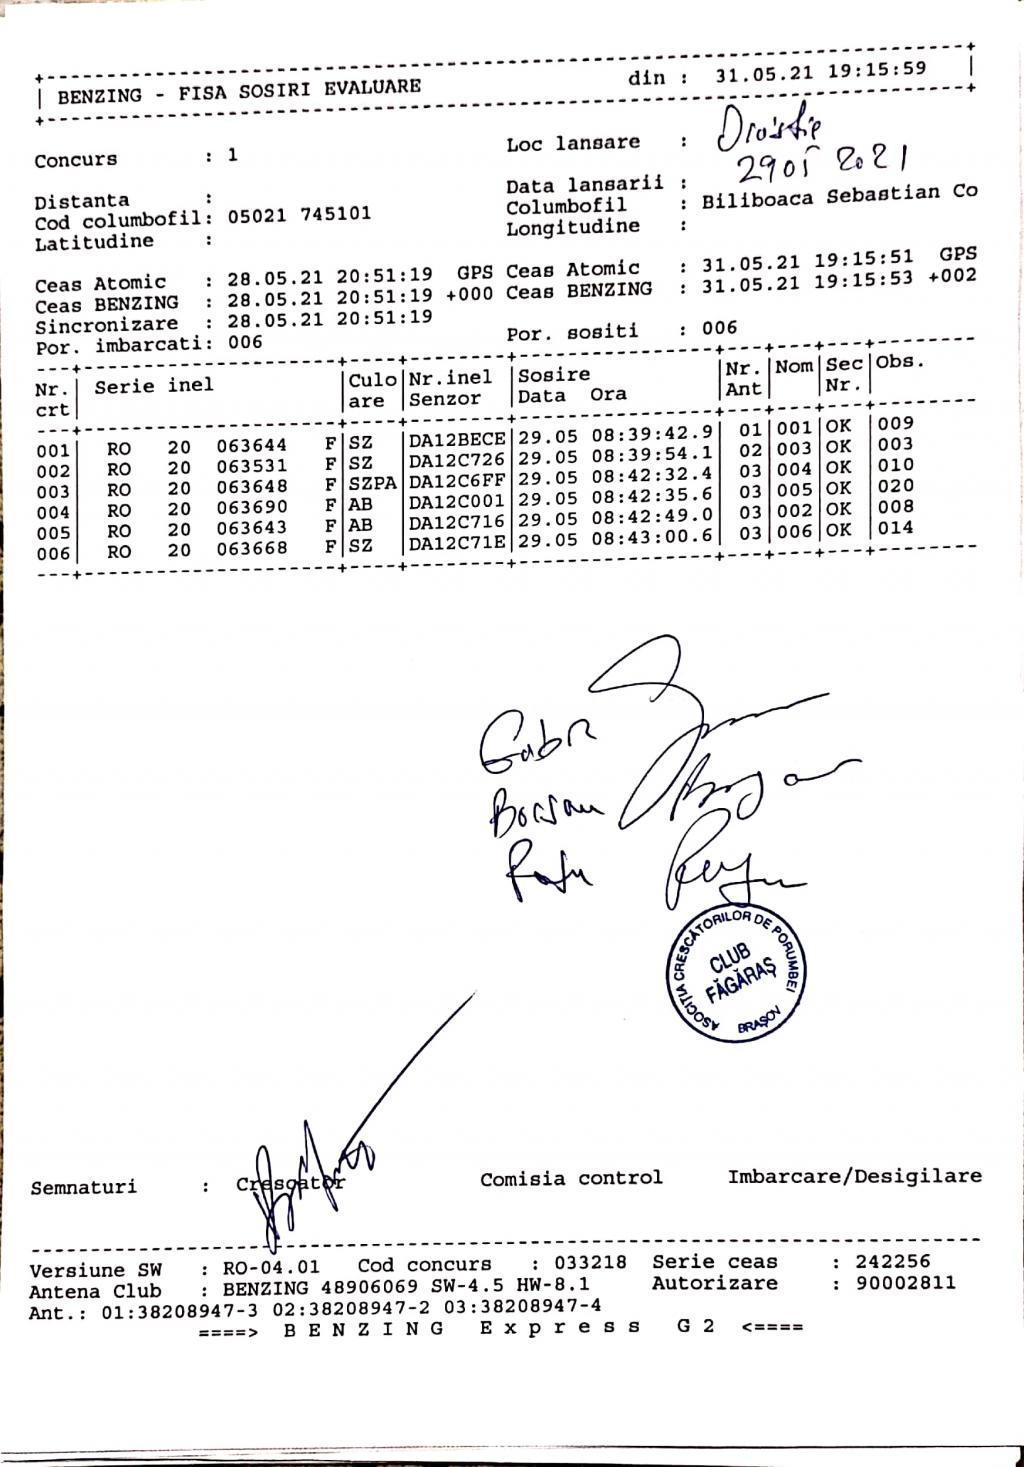 BENZING - FISA SOSIRI EVALUARE din : 31.05.21 19:15:59
Concurs : 1 Loc lansare :
Distanta : Data lansarii : 2905 2021
Cod columbofil: 05021 745101 Columbofil : Biliboaca Sebastian Co
Latitudine : Longitudine :
Ceas Atomic : 28.05.21 20:51:19 GPS Ceas Atomic : 31.05.21 19:15:51 GPS
Ceas BENZING : 28.05.21 20:51:19 +000 Ceas BENZING : 31.05.21 19:15:53 +002
Sincronizare : 28.05.21 20:51:19
Por. imbarcati: 006 Por. sositi : 006
Nr. Serie inel Culo Nr.inel Sosire Nr. Nom Sec Obs.
crt are Senzor Data Ora Ant Nr.
001 RO 20 063644 F SZ DA12BECE 29.05 08:39:42.9 01 001 OK 009
002 RO 20 063531 F SZ DA12C726 29.05 08:39:54.1 02 003 OK 003
003 RO 20 063648 F SZPA DA12C6FF 29.05 08:42:32.4 03 004 OK 010
004 RO 20 063690 F AB DA12C001 29.05 08:42:35.6 03 005 OK 020
005 RO 20 063643 F AB DA12C716 29.05 08:42:49.0 03 002 OK 008
006 RO 20 063668 F SZ DA12C71E 29.05 08:43:00.6 03 006 OK 014
ASOCIȚIA CRESCĂTORILOR DE PORUMBEI
CLUB
FĂGĂRAȘ
BRAȘOV
Semnaturi : Crescator Comisia control Imbarcare/Desigilare
Versiune SW : RO-04.01 Cod concurs : 033218 Serie ceas : 242256
Antena Club : BENZING 48906069 SW-4.5 HW-8.1 Autorizare : 90002811
Ant.: 01:38208947-3 02:38208947-2 03:38208947-4
====> B E N Z I N G E x p r e s s G 2 <====